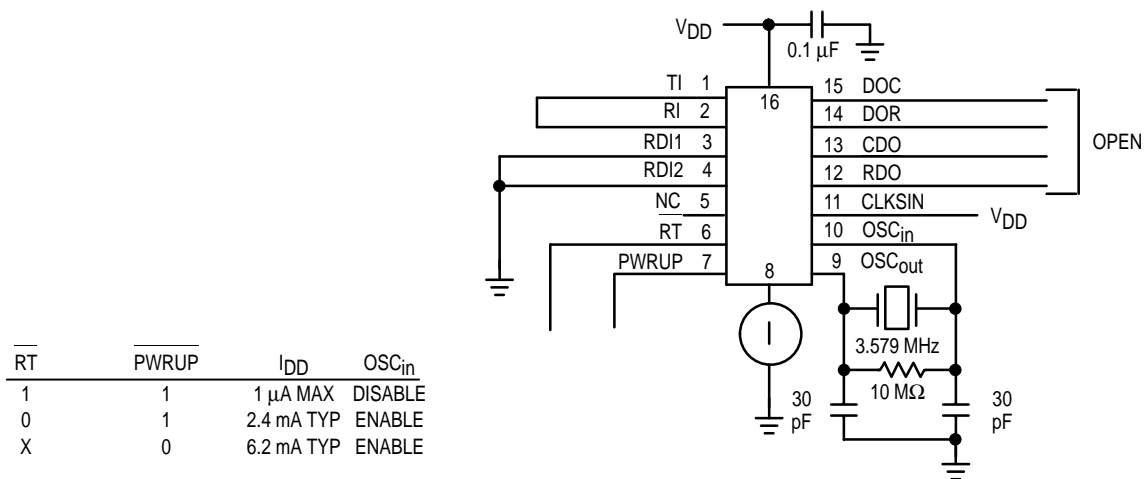 VDD
0.1 µF
TI 1
RI 2
RDI1 3
RDI2 4
NC 5
RT 6
PWRUP 7
16
8
I
15 DOC
14 DOR
13 CDO
12 RDO
11 CLKSIN
10 OSCin
9 OSCout
OPEN
VDD
3.579 MHz
10 MΩ
30 pF
30 pF
RT PWRUP IDD OSCin
1 1 1 µA MAX DISABLE
0 1 2.4 mA TYP ENABLE
X 0 6.2 mA TYP ENABLE